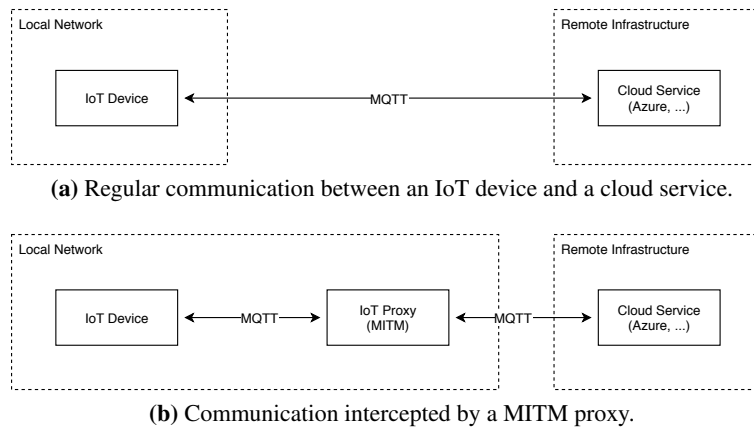 Local Network
Remote Infrastructure
IoT Device
MQTT
Cloud Service
(Azure, ...)
(a) Regular communication between an IoT device and a cloud service.
Local Network
Remote Infrastructure
IoT Device
MQTT
IoT Proxy
(MITM)
MQTT
Cloud Service
(Azure, ...)
(b) Communication intercepted by a MITM proxy.